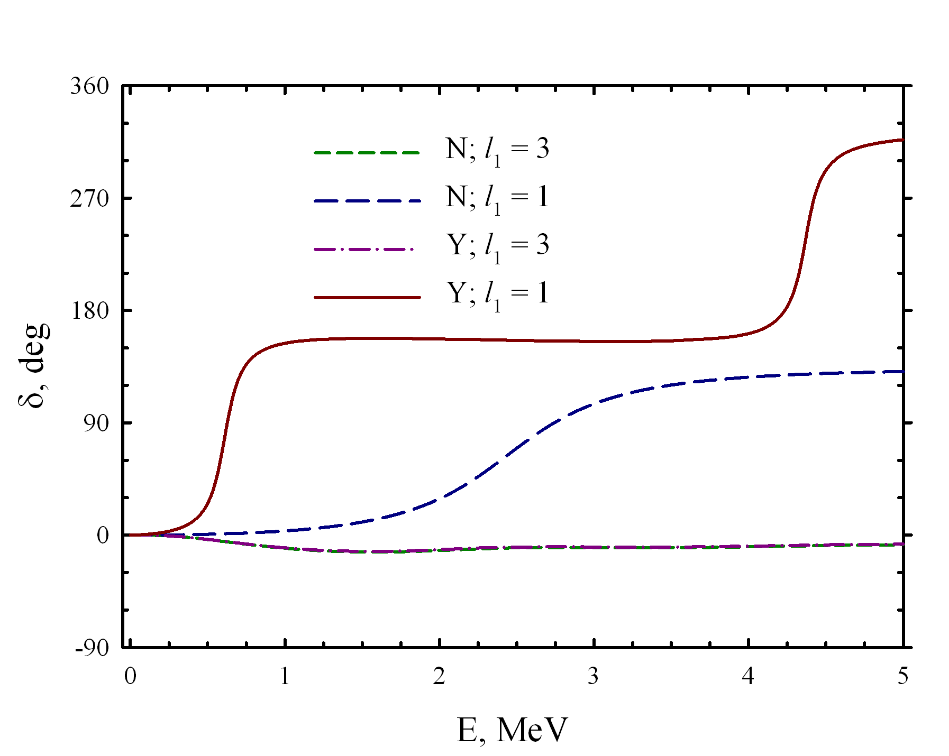 360
270
180
90
0
-90
δ, deg
N; l₁ = 3
N; l₁ = 1
Y; l₁ = 3
Y; l₁ = 1
0 1 2 3 4 5
E, MeV